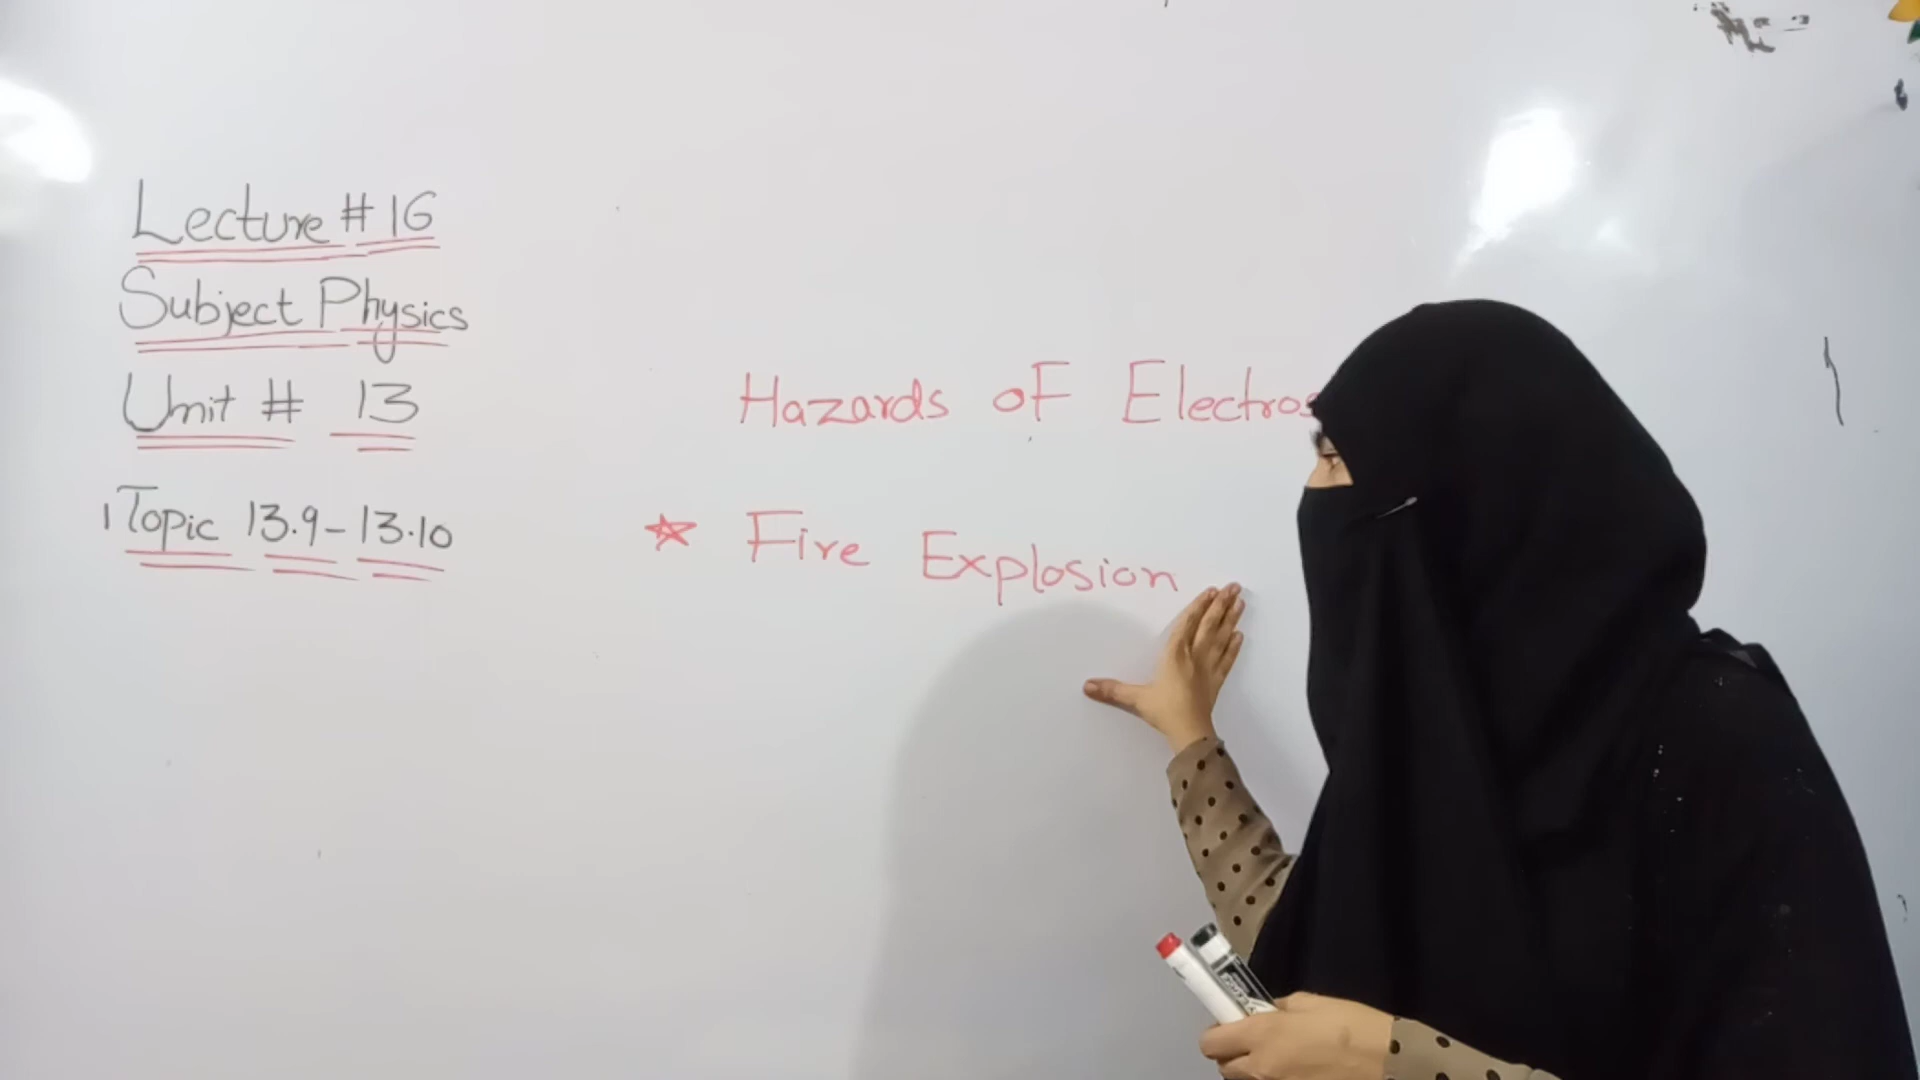 Lecture # 16
Subject Physics
Unit # 13
Topic 13.9-13.10
Hazards oF Electros
Fire Explosion